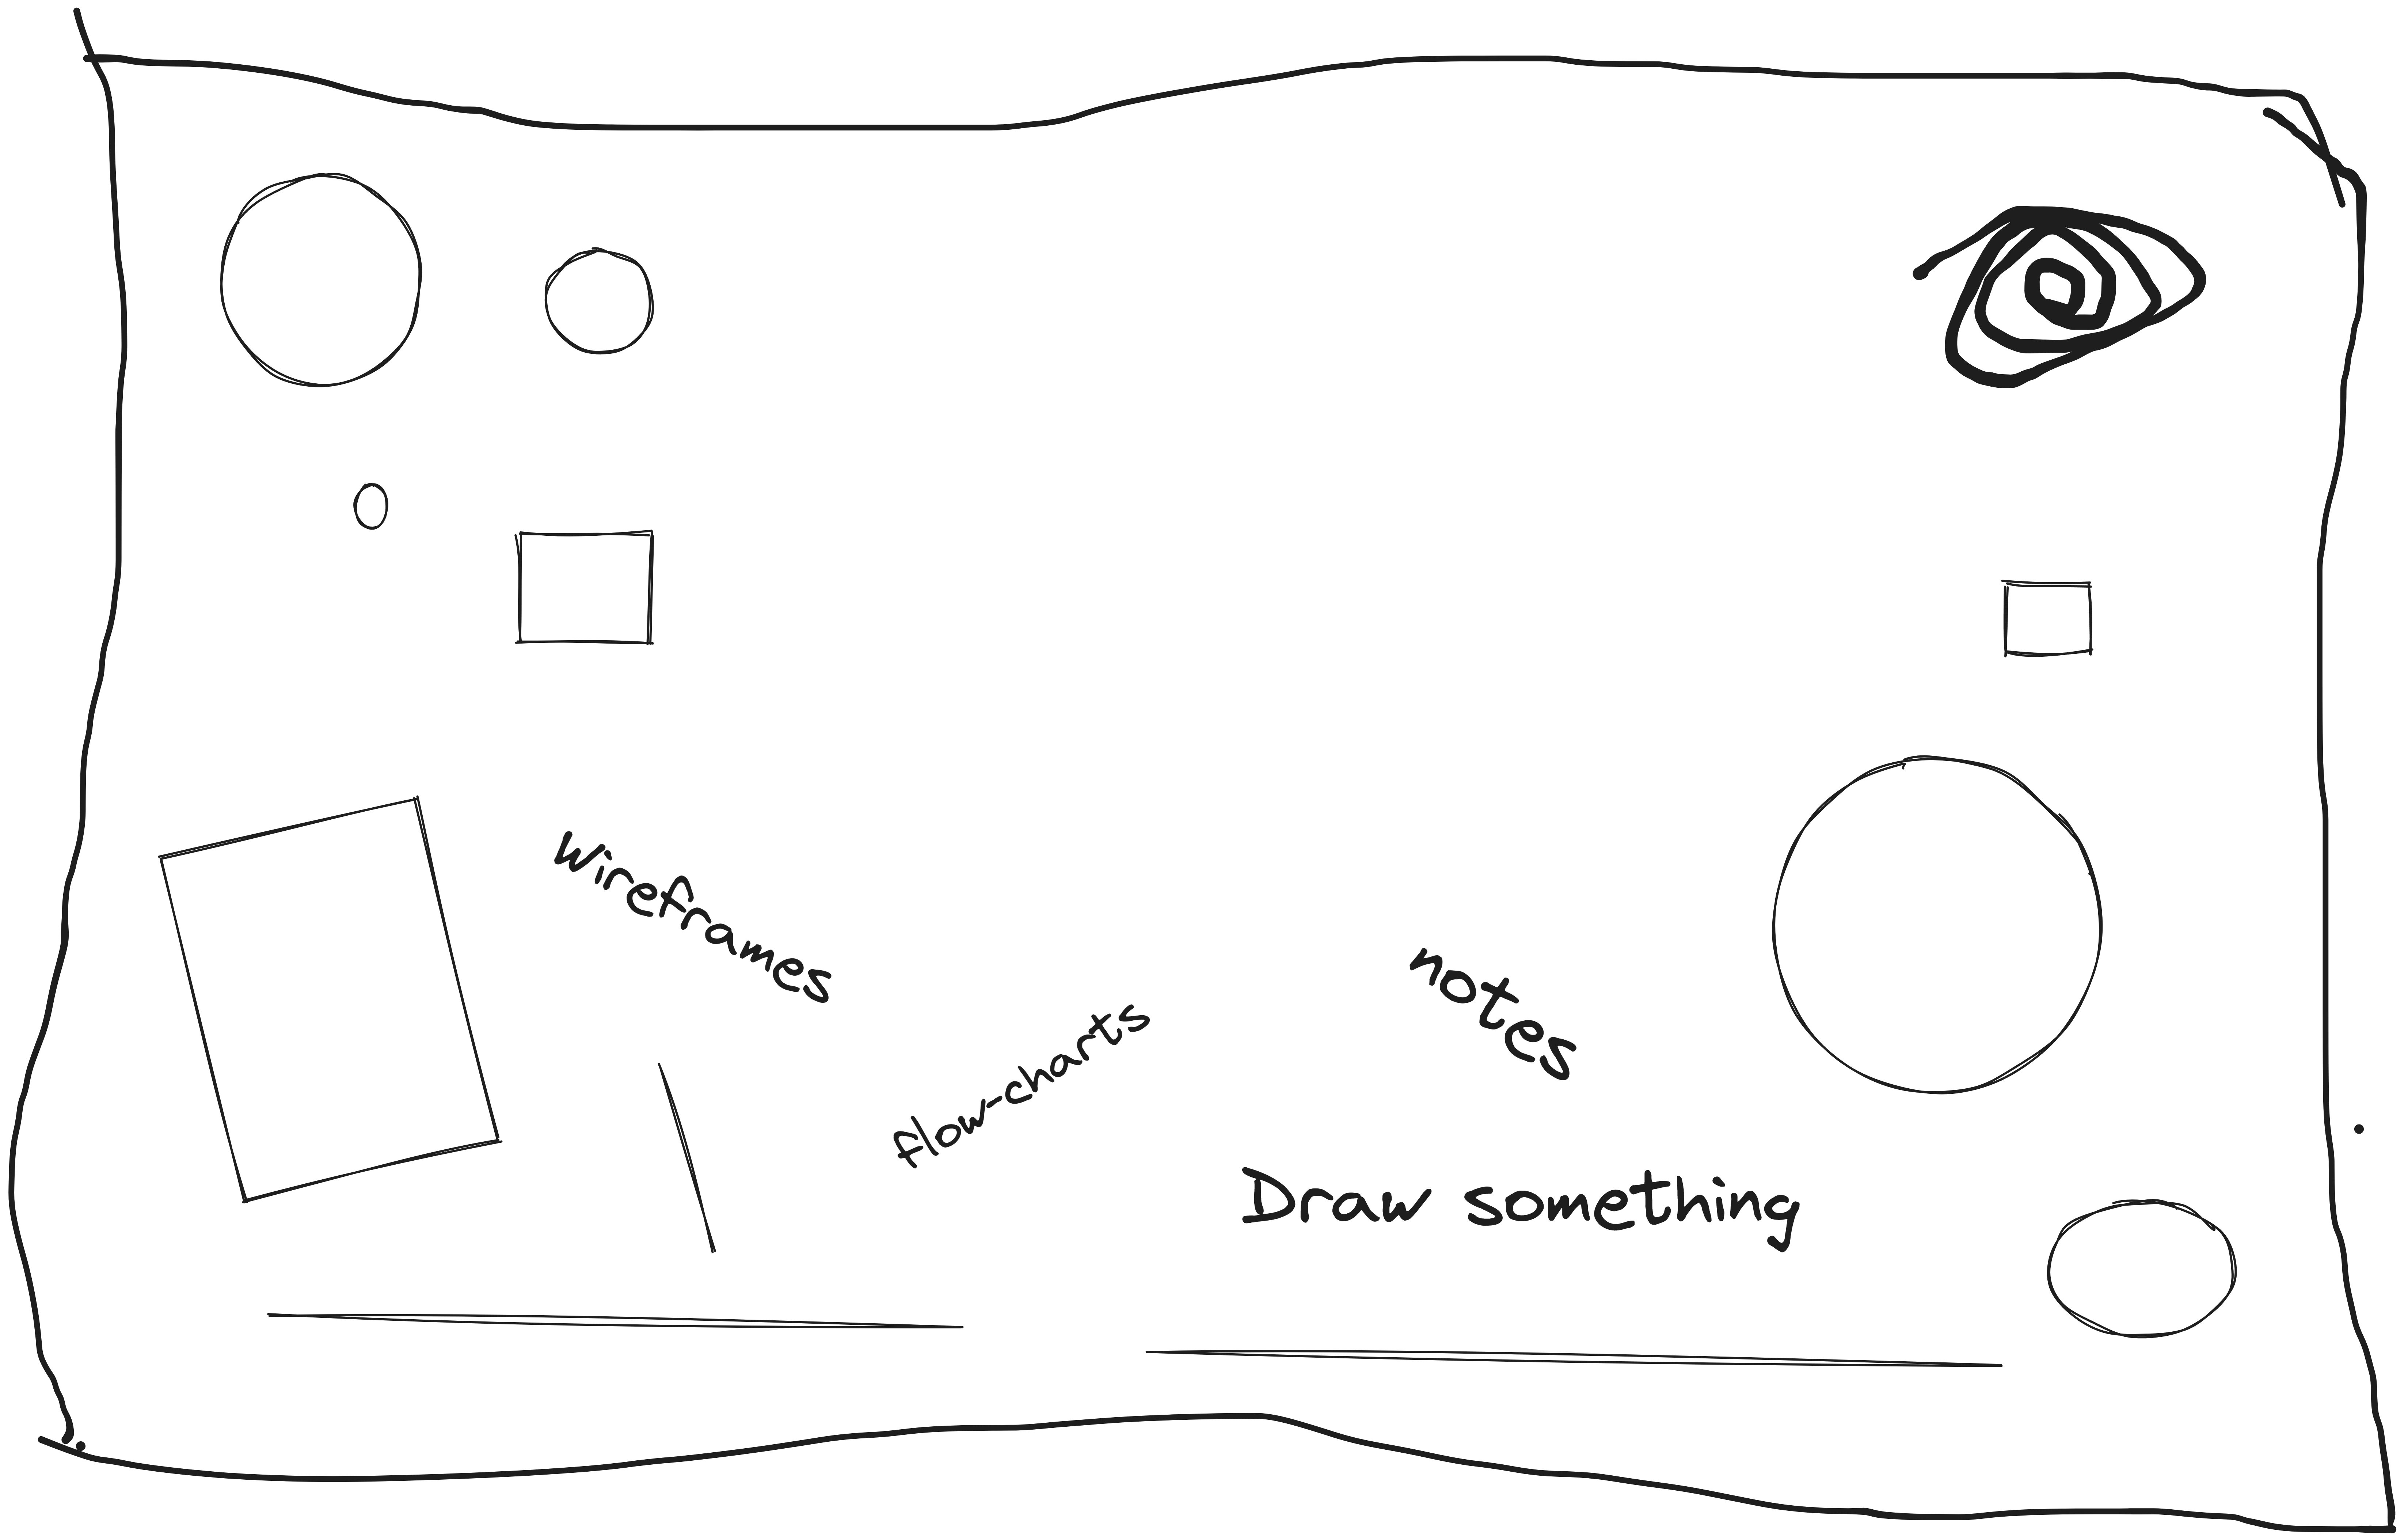 Wireframes
flow-charts
notes
Draw something